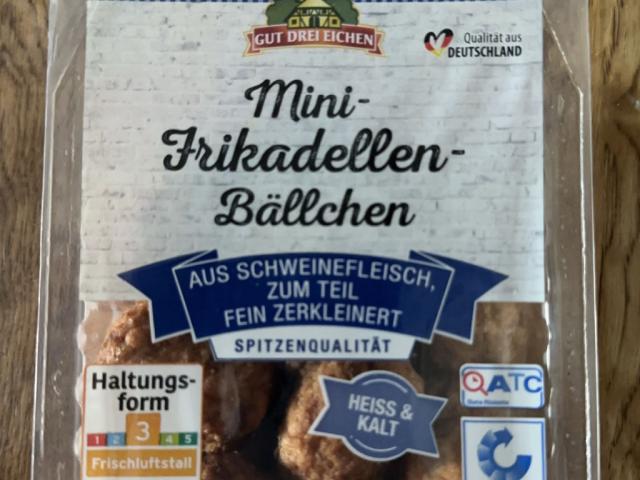 GUT DREI EICHEN
Qualität aus
DEUTSCHLAND
Mini-
Frikadellen-
Bällchen
AUS SCHWEINEFLEISCH,
ZUM TEIL
FEIN ZERKLEINERT
SPITZENQUALITÄT
Haltungs-
form
1 2 3 4 5
Frischluftstall
HEISS &
KALT
ATC